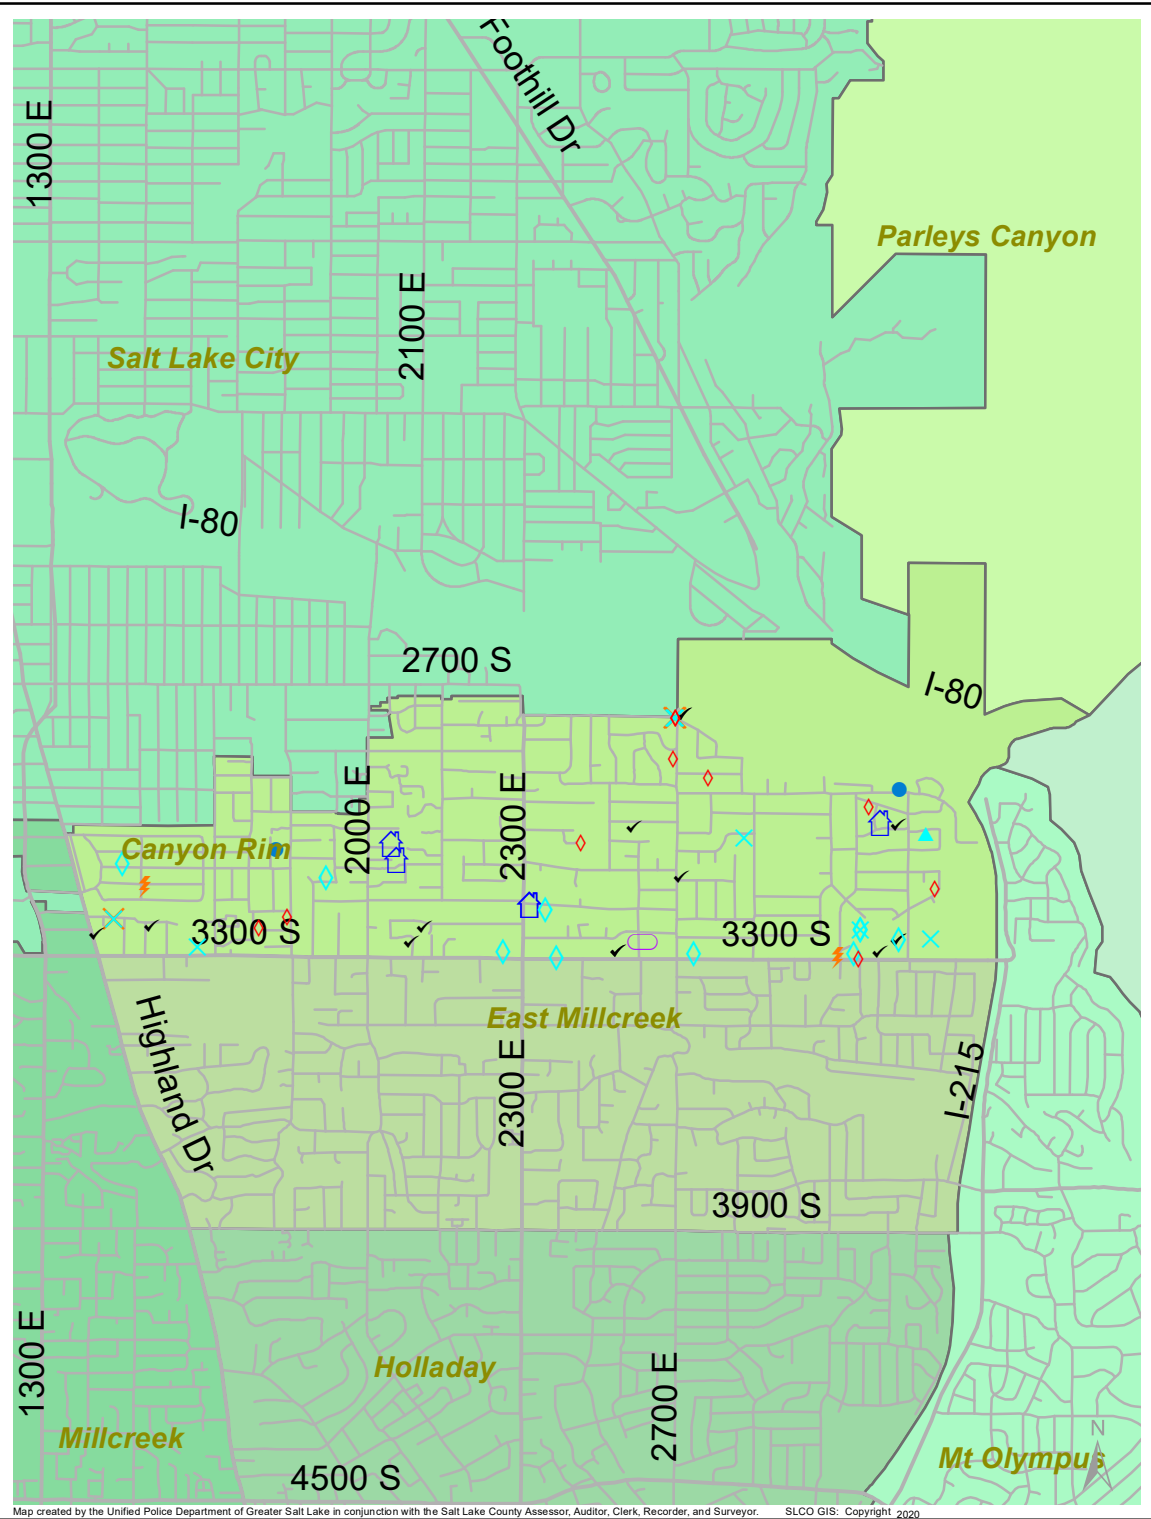 Foothill Dr
1300 E
Parleys Canyon
2100 E
Salt Lake City
I-80
2700 S
I-80
2000 E
2300 E
Canyon Rim
3300 S
3300 S
East Millcreek
Highland Dr
2300 E
I-215
3900 S
1300 E
Holladay
2700 E
Millcreek
N
Mt Olympus
4500 S
Map created by the Unified Police Department of Greater Salt Lake in conjunction with the Salt Lake County Assessor, Auditor, Clerk, Recorder, and Surveyor. SLCO GIS: Copyright 2020